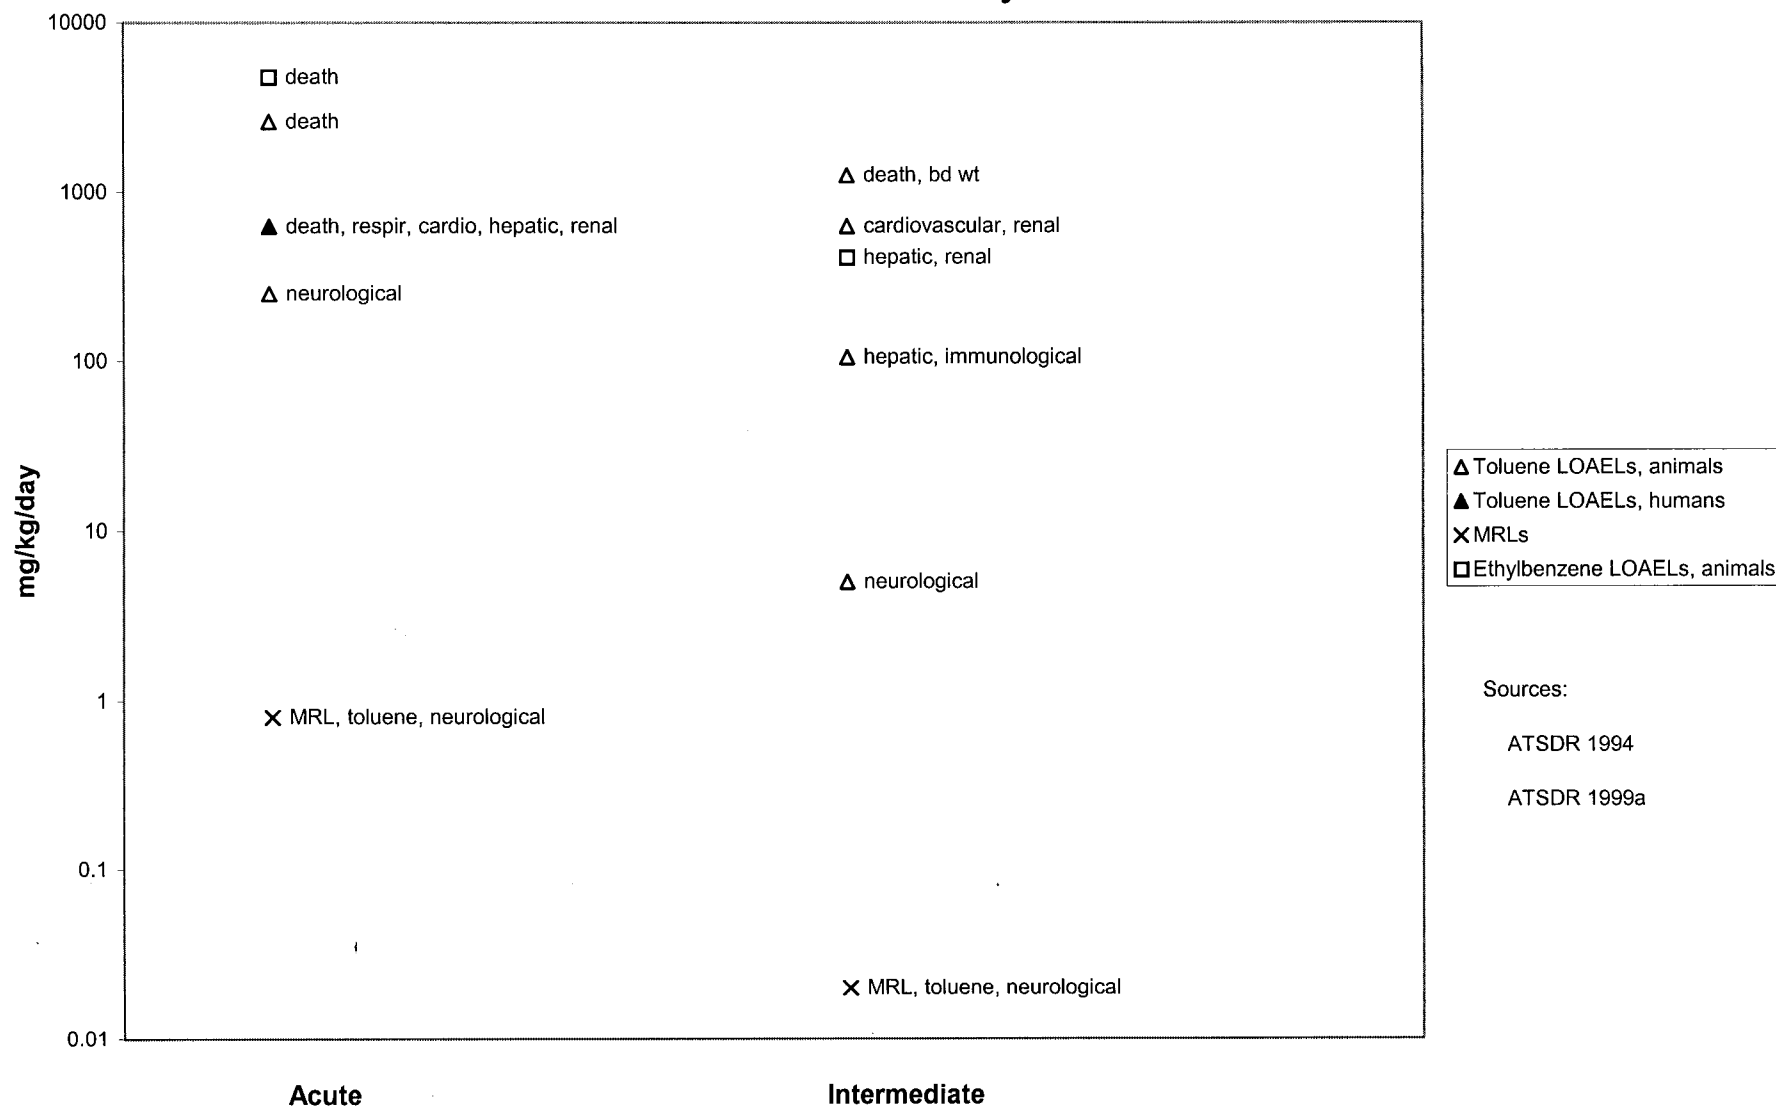 10000
1000
100
10
1
0.1
0.01
mg/kg/day
death
death
death, respir, cardio, hepatic, renal
neurological
MRL, toluene, neurological
death, bd wt
cardiovascular, renal
hepatic, renal
hepatic, immunological
neurological
MRL, toluene, neurological
Acute
Intermediate
Toluene LOAELs, animals
Toluene LOAELs, humans
MRLs
Ethylbenzene LOAELs, animals
Sources:
ATSDR 1994
ATSDR 1999a